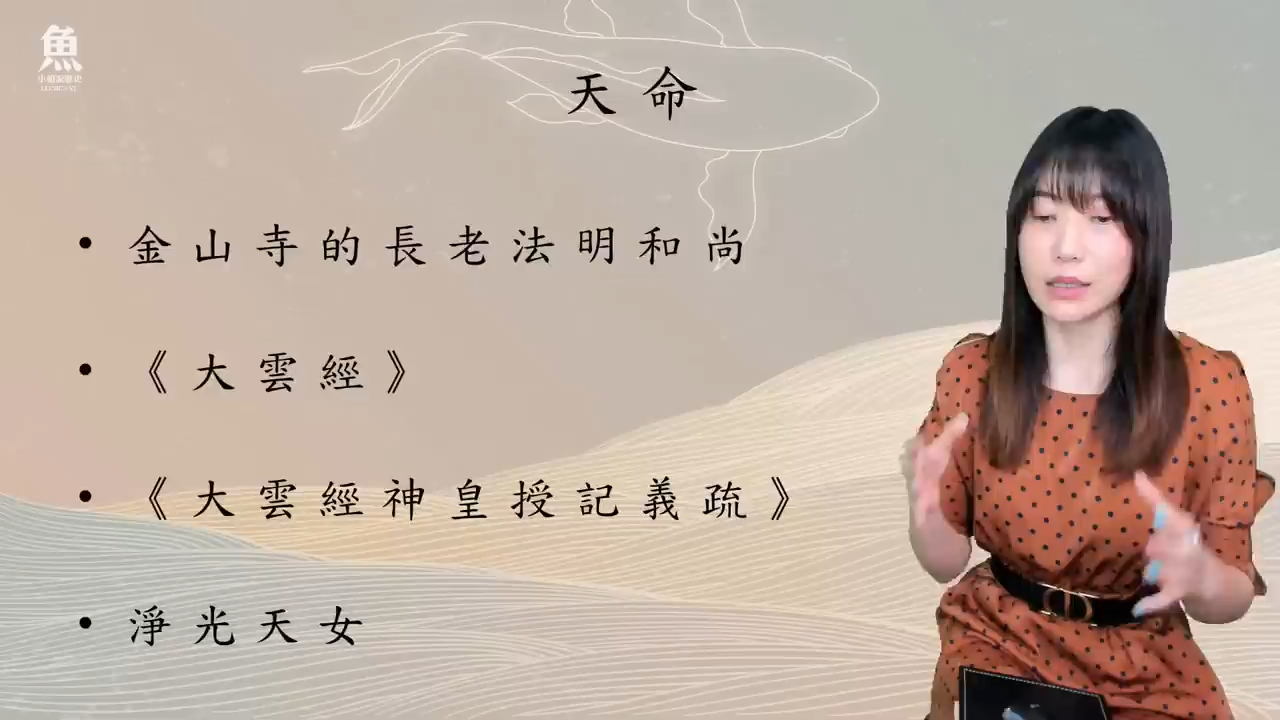 魚
天命
金山寺的長老法明和尚
《大雲經》
《大雲經神皇授記義疏》
淨光天女